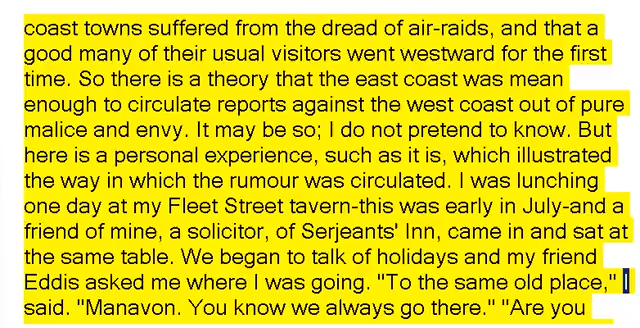 coast towns suffered from the dread of air-raids, and that a
good many of their usual visitors went westward for the first
time. So there is a theory that the east coast was mean
enough to circulate reports against the west coast out of pure
malice and envy. It may be so; I do not pretend to know. But
here is a personal experience, such as it is, which illustrated
the way in which the rumour was circulated. I was lunching
one day at my Fleet Street tavern-this was early in July-and a
friend of mine, a solicitor, of Serjeants' Inn, came in and sat at
the same table. We began to talk of holidays and my friend
Eddis asked me where I was going. "To the same old place," I
said. "Manavon. You know we always go there." "Are you